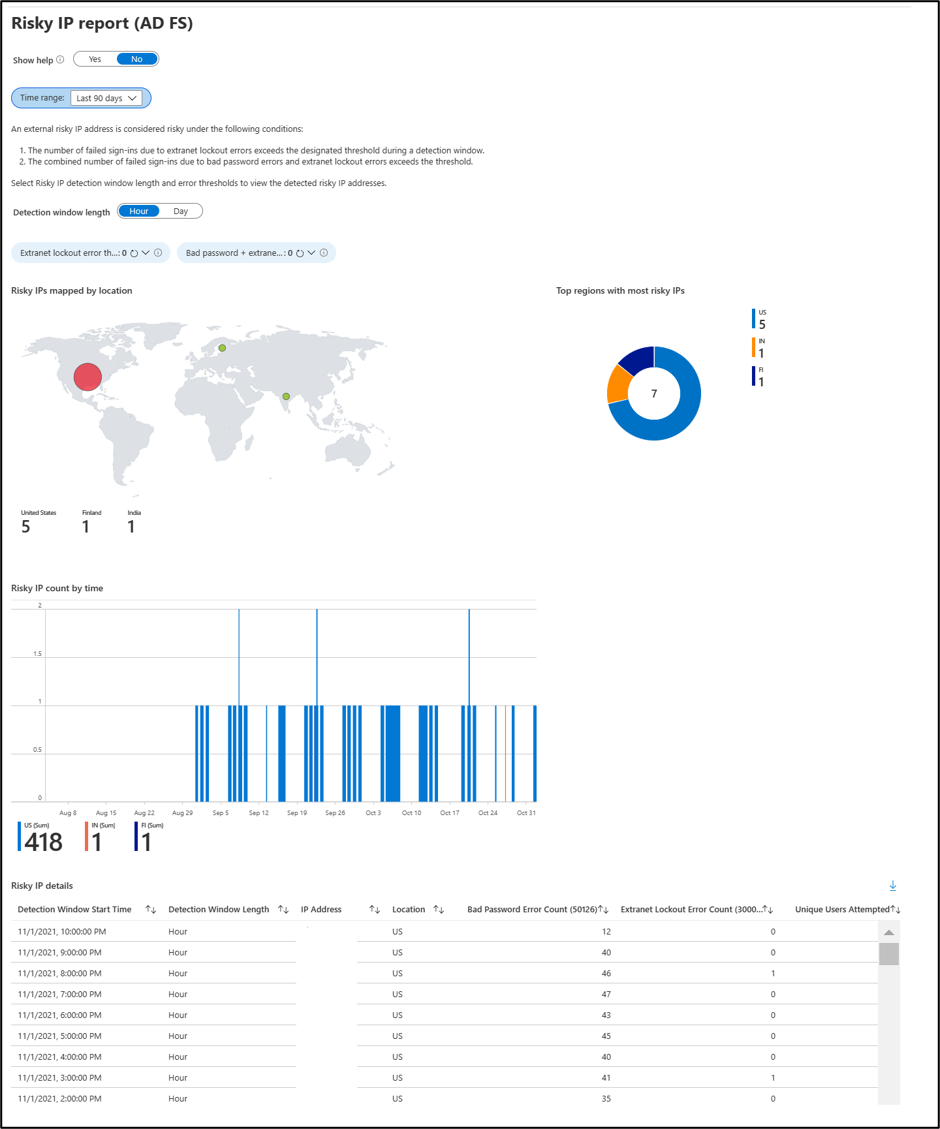 Risky IP report (AD FS)
Show help Yes No
Time range: Last 90 days
An external risky IP address is considered risky under the following conditions:
1. The number of failed sign-ins due to extranet lockout errors exceeds the designated threshold during a detection window.
2. The combined number of failed sign-ins due to bad password errors and extranet lockout errors exceeds the threshold.
Select Risky IP detection window length and error thresholds to view the detected risky IP addresses.
Detection window length Hour Day
Extranet lockout error th...: 0 Bad password + extrane...: 0
Risky IPs mapped by location
United States Finland India
5 1 1
Top regions with most risky IPs
7
US
5
IN
1
FI
1
Risky IP count by time
2
1.5
1
0.5
0
Aug 8 Aug 15 Aug 22 Aug 29 Sep 5 Sep 12 Sep 19 Sep 26 Oct 3 Oct 10 Oct 17 Oct 24 Oct 31
US (Sum) IN (Sum) FI (Sum)
418 1 1
Risky IP details
Detection Window Start Time ↑↓ Detection Window Length ↑↓ IP Address ↑↓ Location ↑↓ Bad Password Error Count (50126)↑↓ Extranet Lockout Error Count (3000...↑↓ Unique Users Attempted↑↓
11/1/2021, 10:00:00 PM Hour US 12 0
11/1/2021, 9:00:00 PM Hour US 40 0
11/1/2021, 8:00:00 PM Hour US 46 1
11/1/2021, 7:00:00 PM Hour US 47 0
11/1/2021, 6:00:00 PM Hour US 43 0
11/1/2021, 5:00:00 PM Hour US 45 0
11/1/2021, 4:00:00 PM Hour US 40 0
11/1/2021, 3:00:00 PM Hour US 41 1
11/1/2021, 2:00:00 PM Hour US 35 0